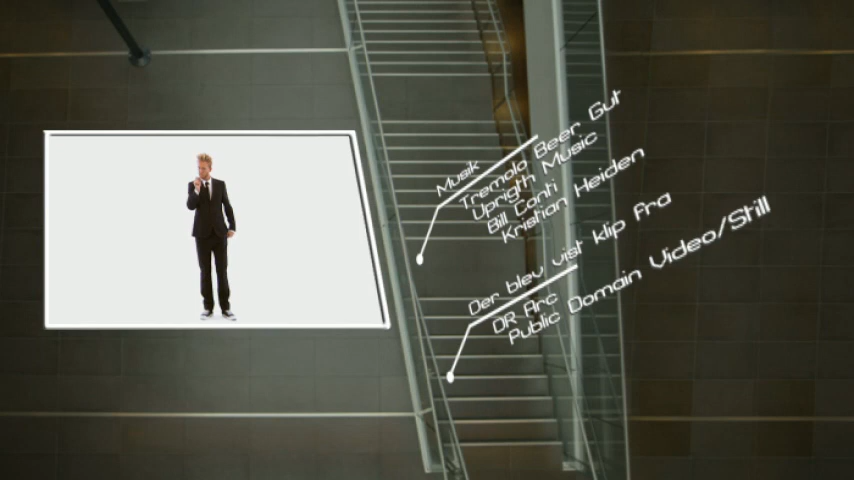 Musik
Tremolo Beer Gut
Uprigth Music
Bill Conti
Kristian Heiden
Der blev vist klip fra
DR Arc
Public Domain Video/Still